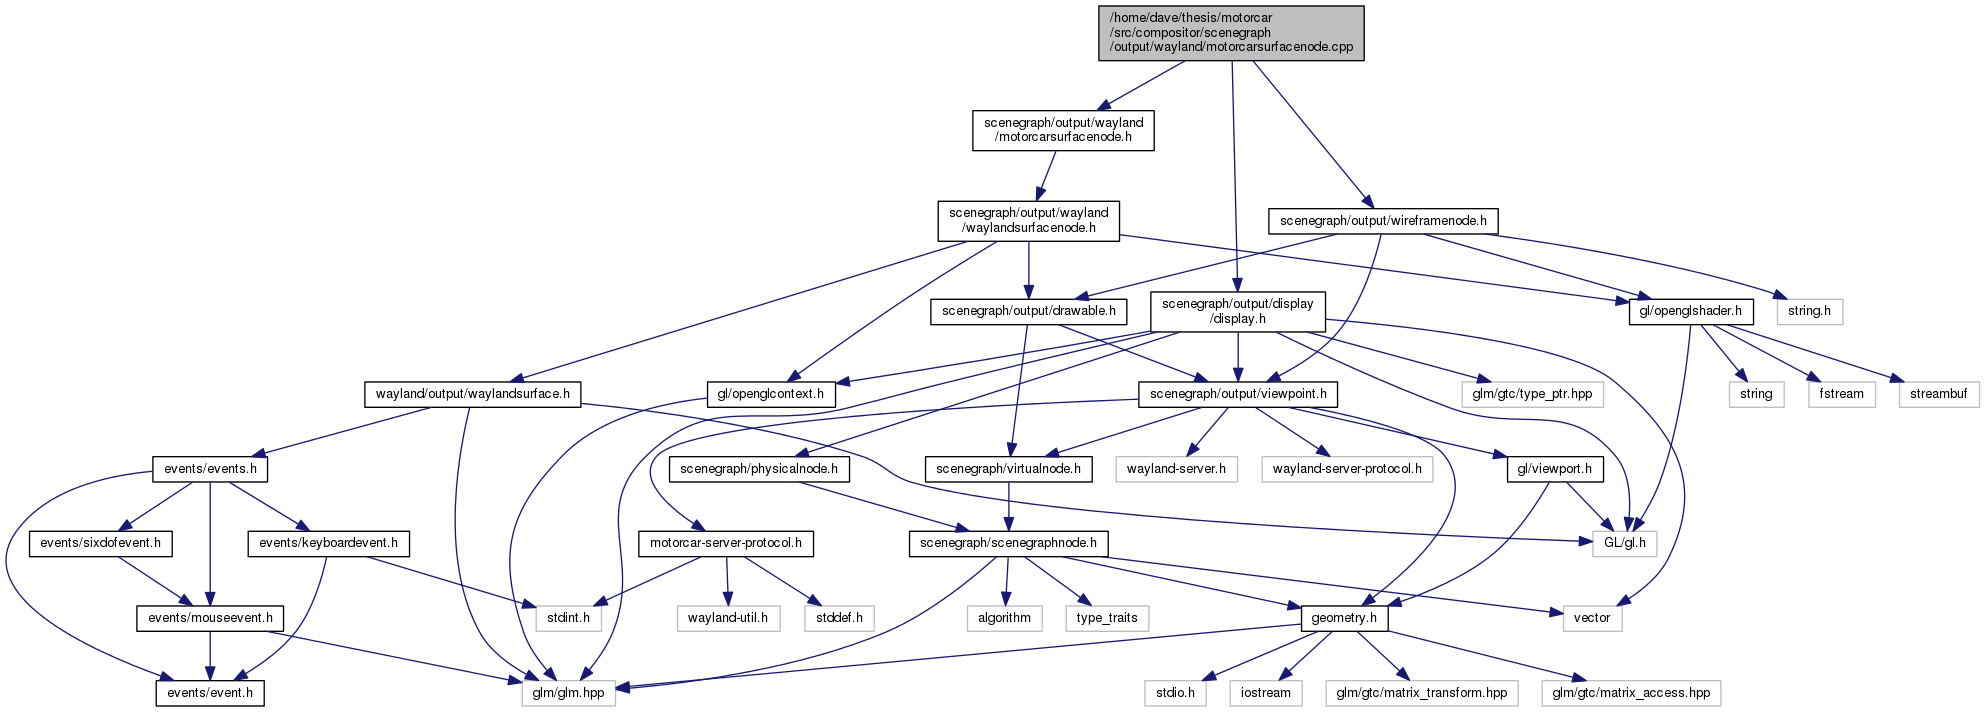 /home/dave/thesis/motorcar
/src/compositor/scenegraph
/output/wayland/motorcarsurfacenode.cpp
scenegraph/output/wayland
/motorcarsurfacenode.h
scenegraph/output/wayland
/waylandsurfacenode.h
scenegraph/output/wireframenode.h
scenegraph/output/drawable.h
scenegraph/output/display
/display.h
gl/openglshader.h
string.h
wayland/output/waylandsurface.h
gl/openglcontext.h
scenegraph/output/viewpoint.h
glm/gtc/type_ptr.hpp
string
fstream
streambuf
events/events.h
scenegraph/physicalnode.h
scenegraph/virtualnode.h
wayland-server.h
wayland-server-protocol.h
gl/viewport.h
events/sixdofevent.h
events/keyboardevent.h
motorcar-server-protocol.h
scenegraph/scenegraphnode.h
GL/gl.h
events/mouseevent.h
stdint.h
wayland-util.h
stddef.h
algorithm
type_traits
geometry.h
vector
events/event.h
glm/glm.hpp
stdio.h
iostream
glm/gtc/matrix_transform.hpp
glm/gtc/matrix_access.hpp